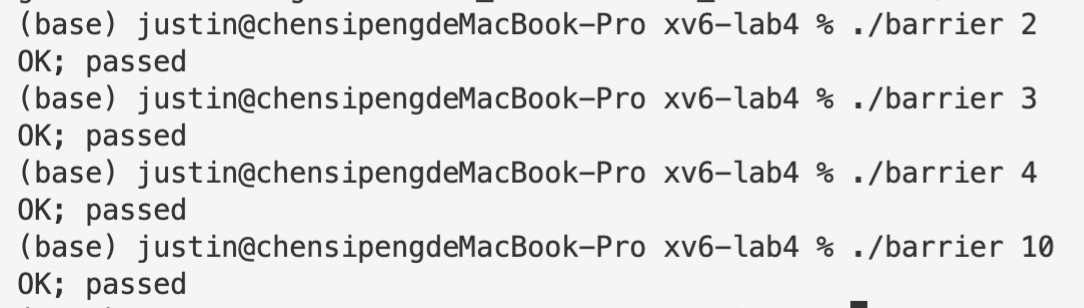 (base) justin@chensipengdeMacBook-Pro xv6-lab4 % ./barrier 2
OK; passed
(base) justin@chensipengdeMacBook-Pro xv6-lab4 % ./barrier 3
OK; passed
(base) justin@chensipengdeMacBook-Pro xv6-lab4 % ./barrier 4
OK; passed
(base) justin@chensipengdeMacBook-Pro xv6-lab4 % ./barrier 10
OK; passed